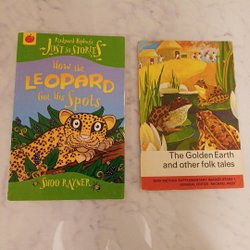 Rudyard Kipling's
JUST SO STORIES
How the
LEOPARD
Got His Spots
SHOO RAYNER
The Golden Earth
and other folk tales